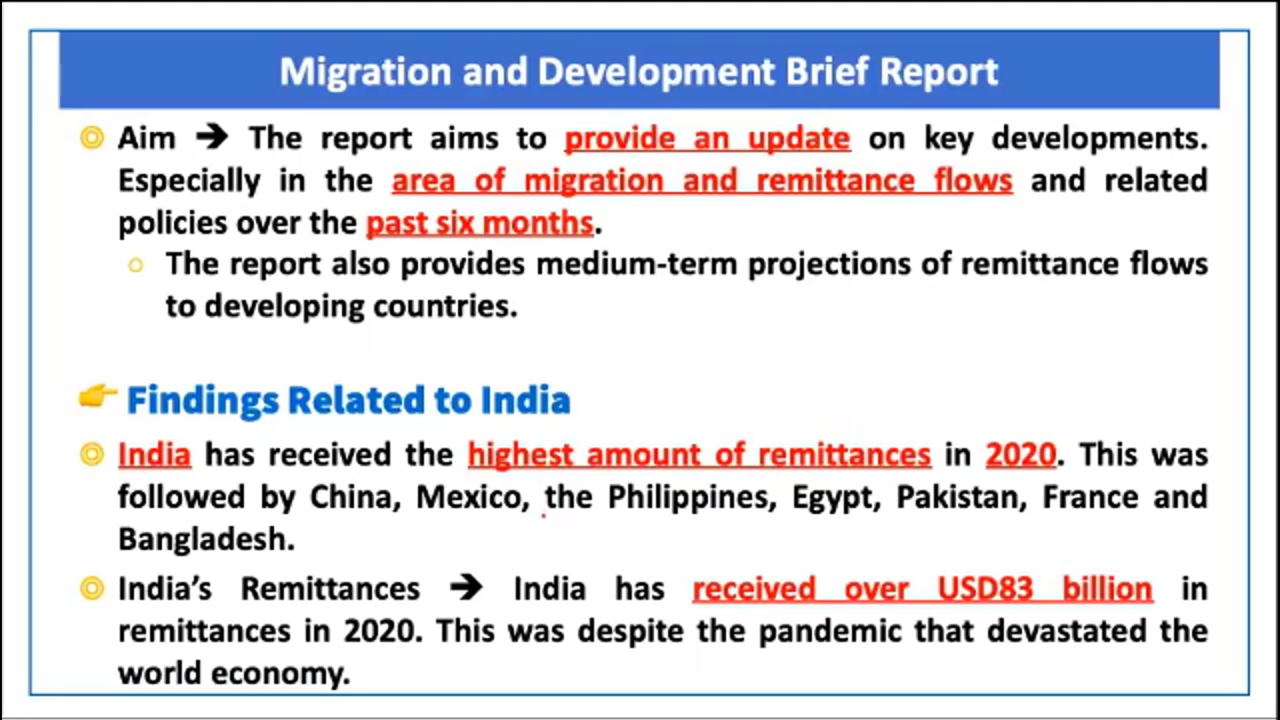 Migration and Development Brief Report
Aim ➔ The report aims to provide an update on key developments.
Especially in the area of migration and remittance flows and related
policies over the past six months.
The report also provides medium-term projections of remittance flows
to developing countries.
Findings Related to India
India has received the highest amount of remittances in 2020. This was
followed by China, Mexico, the Philippines, Egypt, Pakistan, France and
Bangladesh.
India’s Remittances ➔ India has received over USD83 billion in
remittances in 2020. This was despite the pandemic that devastated the
world economy.